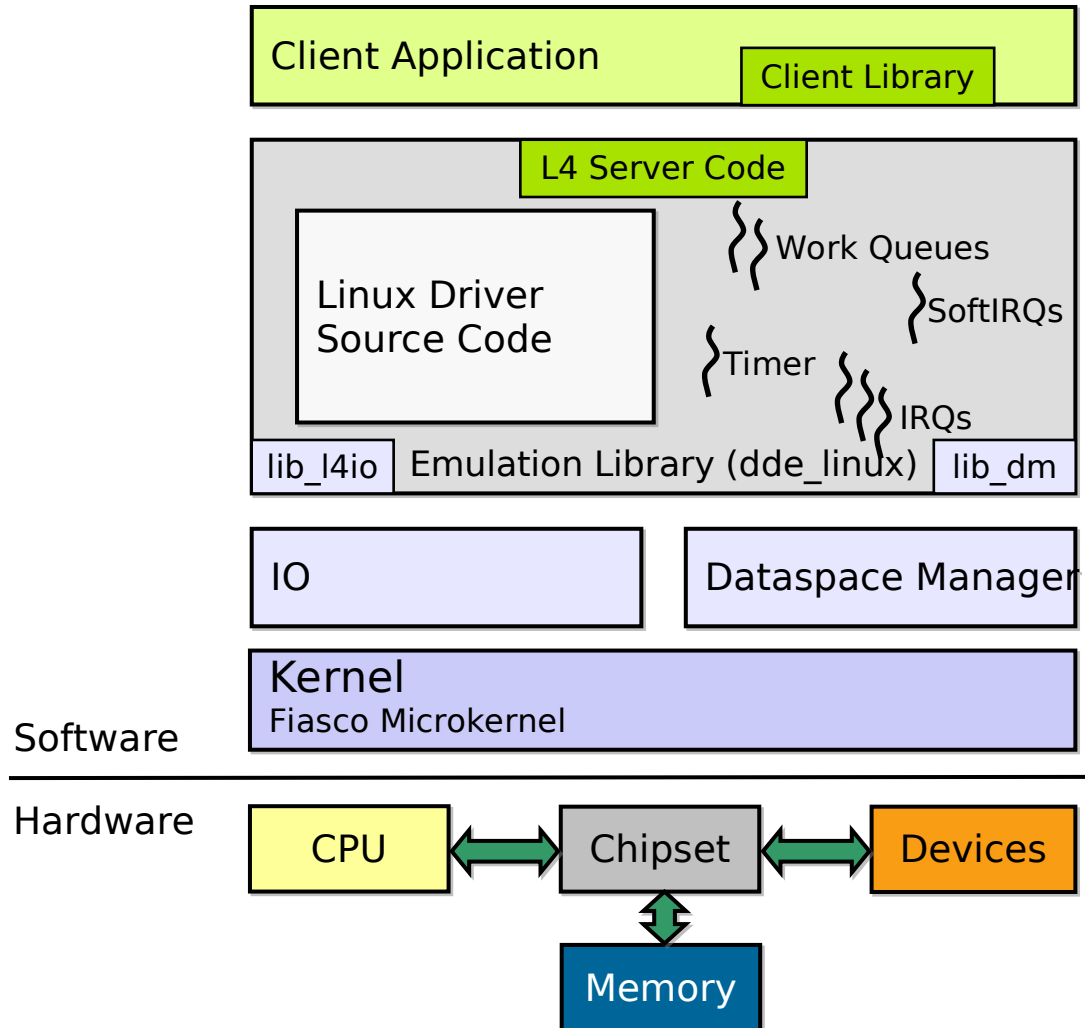 Client Application
Client Library
L4 Server Code
Work Queues
Linux Driver
Source Code
SoftIRQs
Timer
IRQs
lib_l4io
Emulation Library (dde_linux)
lib_dm
IO
Dataspace Manager
Kernel
Fiasco Microkernel
Software
Hardware
CPU
Chipset
Devices
Memory